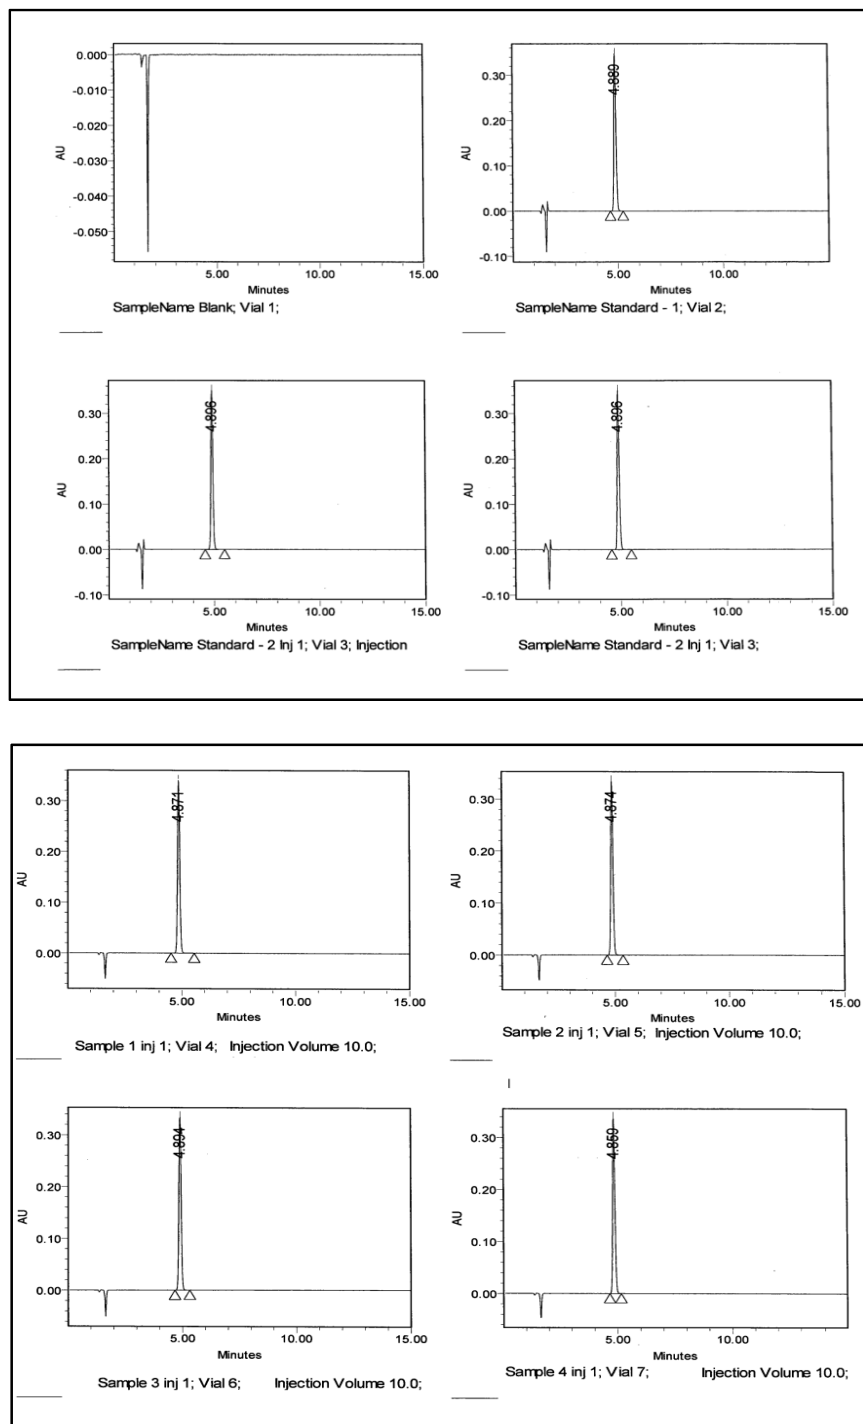 0.000
-0.010
-0.020
-0.030
-0.040
-0.050
AU
5.00 10.00 15.00
Minutes
SampleName Blank; Vial 1;
4.889
0.30
0.20
0.10
0.00
-0.10
AU
5.00 10.00
Minutes
SampleName Standard - 1; Vial 2;
4.896
0.30
0.20
0.10
0.00
-0.10
AU
5.00 10.00 15.00
Minutes
SampleName Standard - 2 Inj 1; Vial 3; Injection
4.896
0.30
0.20
0.10
0.00
-0.10
AU
5.00 10.00 15.00
Minutes
SampleName Standard - 2 Inj 1; Vial 3;
4.871
0.30
0.20
0.10
0.00
AU
5.00 10.00 15.00
Minutes
Sample 1 inj 1; Vial 4; Injection Volume 10.0;
4.874
0.30
0.20
0.10
0.00
AU
5.00 10.00 15.00
Minutes
Sample 2 inj 1; Vial 5; Injection Volume 10.0;
4.894
0.30
0.20
0.10
0.00
AU
5.00 10.00 15.00
Minutes
Sample 3 inj 1; Vial 6; Injection Volume 10.0;
4.859
0.30
0.20
0.10
0.00
AU
5.00 10.00
Minutes
Sample 4 inj 1; Vial 7; Injection Volume 10.0;